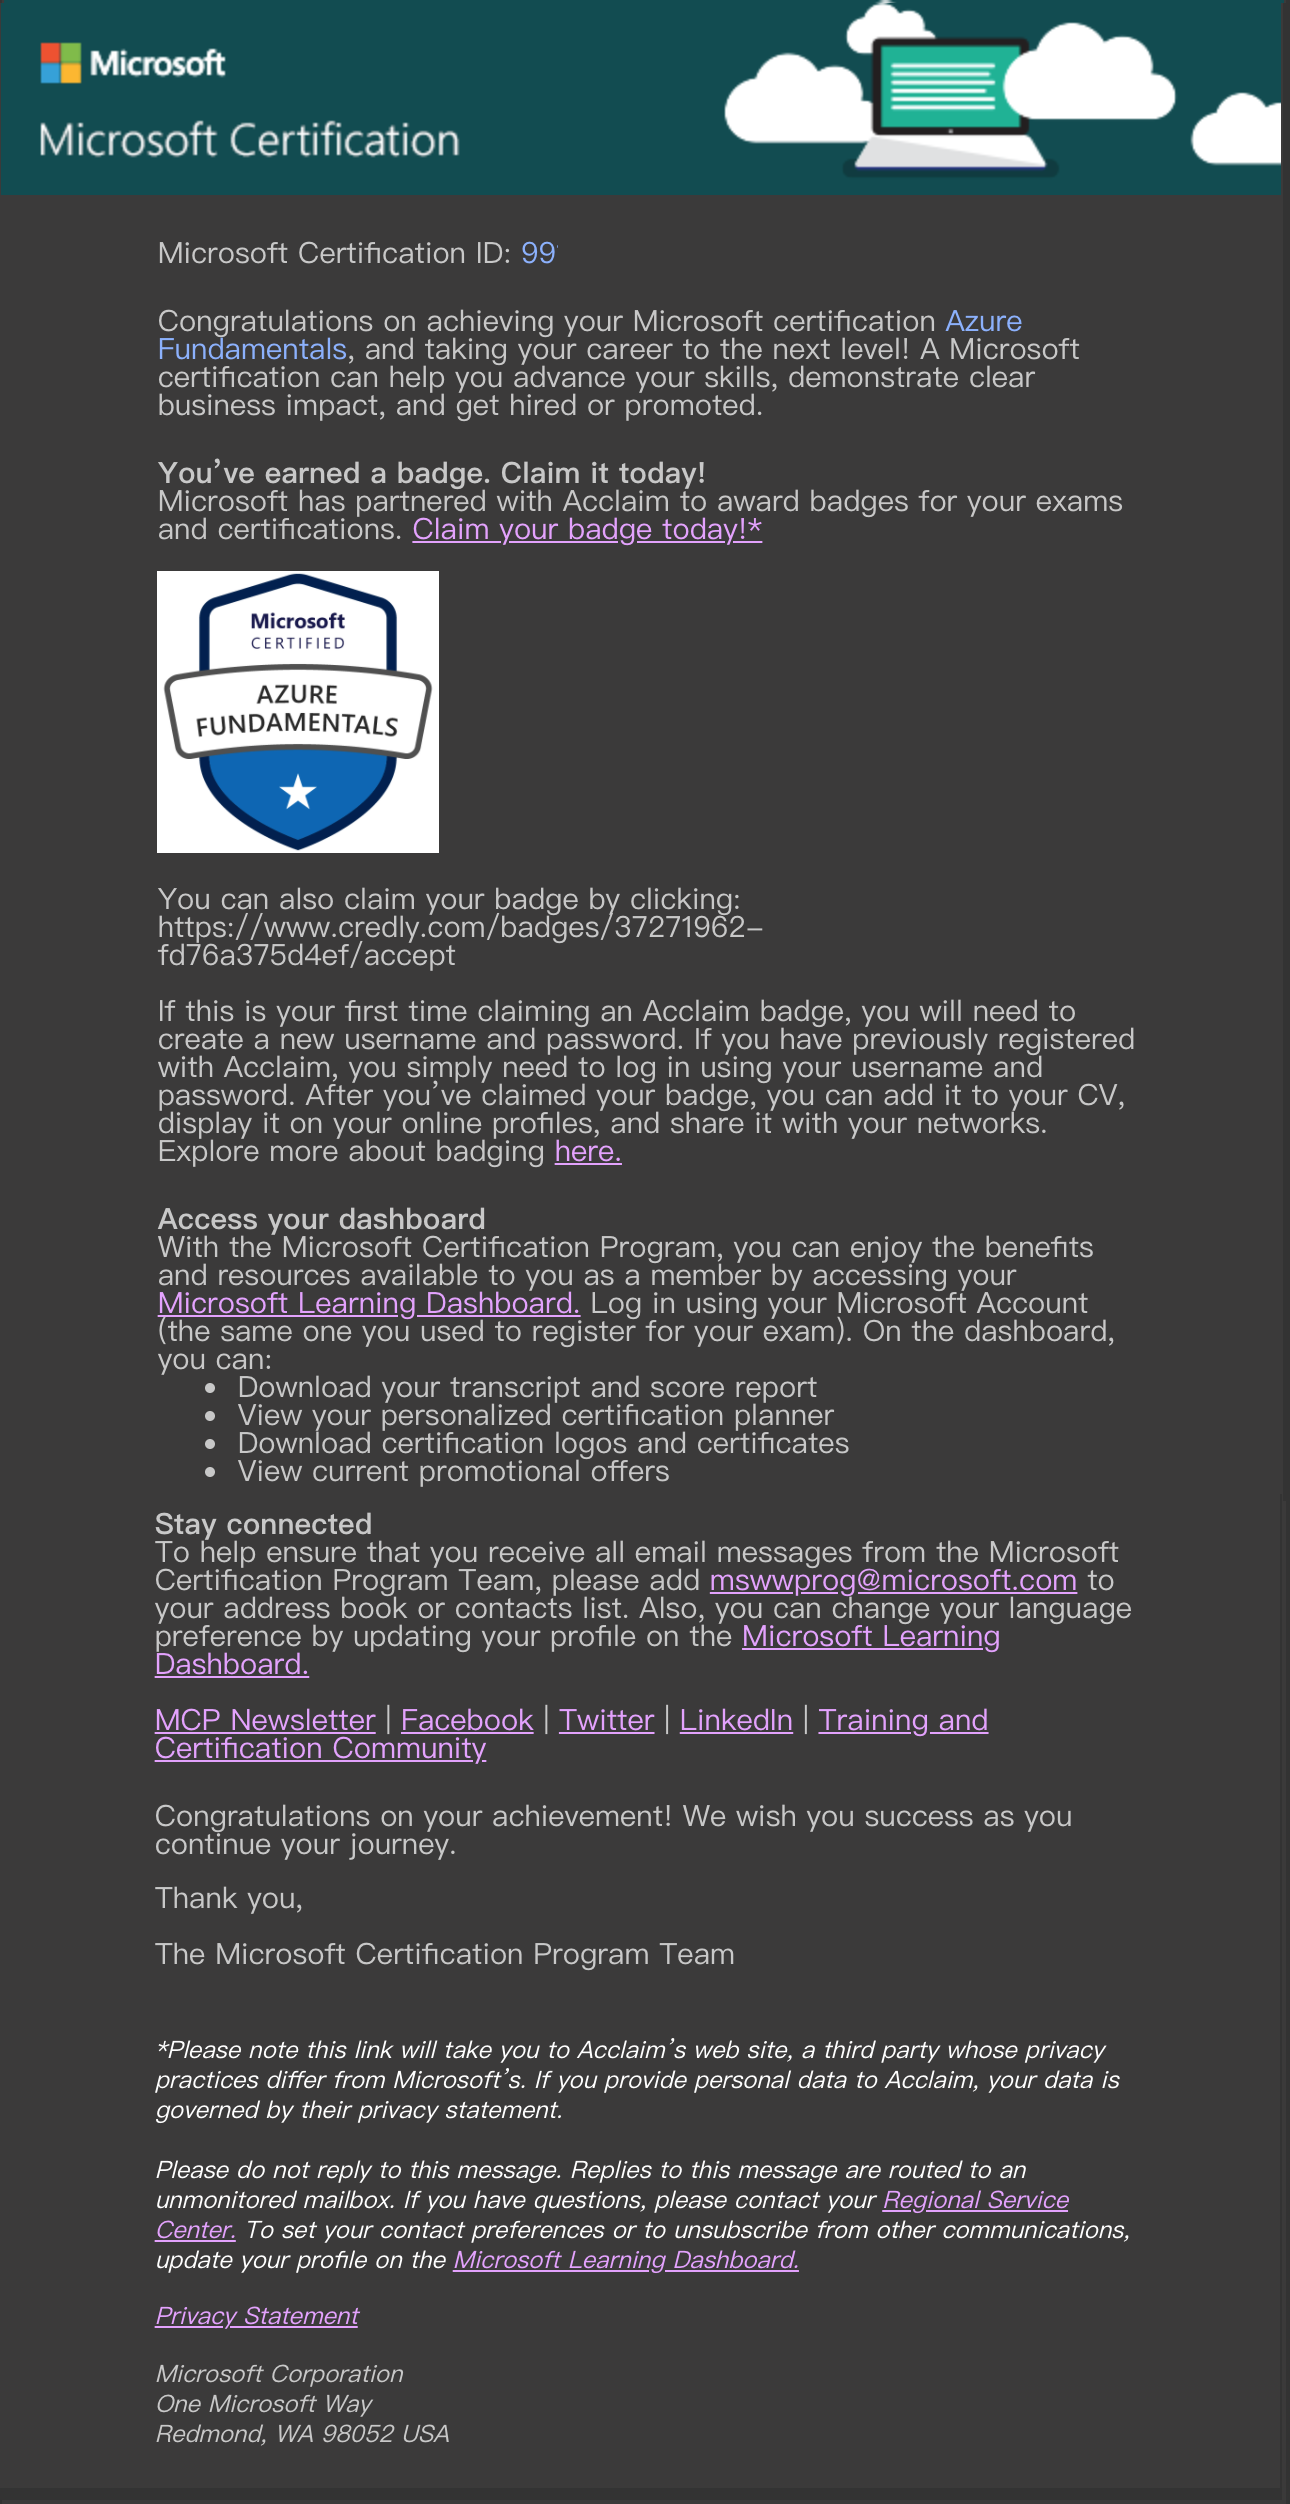 Microsoft
Microsoft Certification
Microsoft Certification ID: 99
Congratulations on achieving your Microsoft certification Azure
Fundamentals, and taking your career to the next level! A Microsoft
certification can help you advance your skills, demonstrate clear
business impact, and get hired or promoted.
You’ve earned a badge. Claim it today!
Microsoft has partnered with Acclaim to award badges for your exams
and certifications. Claim your badge today!*
Microsoft
CERTIFIED
AZURE
FUNDAMENTALS
You can also claim your badge by clicking:
https://www.credly.com/badges/37271962-
fd76a375d4ef/accept
If this is your first time claiming an Acclaim badge, you will need to
create a new username and password. If you have previously registered
with Acclaim, you simply need to log in using your username and
password. After you’ve claimed your badge, you can add it to your CV,
display it on your online profiles, and share it with your networks.
Explore more about badging here.
Access your dashboard
With the Microsoft Certification Program, you can enjoy the benefits
and resources available to you as a member by accessing your
Microsoft Learning Dashboard. Log in using your Microsoft Account
(the same one you used to register for your exam). On the dashboard,
you can:
• Download your transcript and score report
• View your personalized certification planner
• Download certification logos and certificates
• View current promotional offers
Stay connected
To help ensure that you receive all email messages from the Microsoft
Certification Program Team, please add mswwprog@microsoft.com to
your address book or contacts list. Also, you can change your language
preference by updating your profile on the Microsoft Learning
Dashboard.
MCP Newsletter | Facebook | Twitter | LinkedIn | Training and
Certification Community
Congratulations on your achievement! We wish you success as you
continue your journey.
Thank you,
The Microsoft Certification Program Team
*Please note this link will take you to Acclaim’s web site, a third party whose privacy
practices differ from Microsoft’s. If you provide personal data to Acclaim, your data is
governed by their privacy statement.
Please do not reply to this message. Replies to this message are routed to an
unmonitored mailbox. If you have questions, please contact your Regional Service
Center. To set your contact preferences or to unsubscribe from other communications,
update your profile on the Microsoft Learning Dashboard.
Privacy Statement
Microsoft Corporation
One Microsoft Way
Redmond, WA 98052 USA